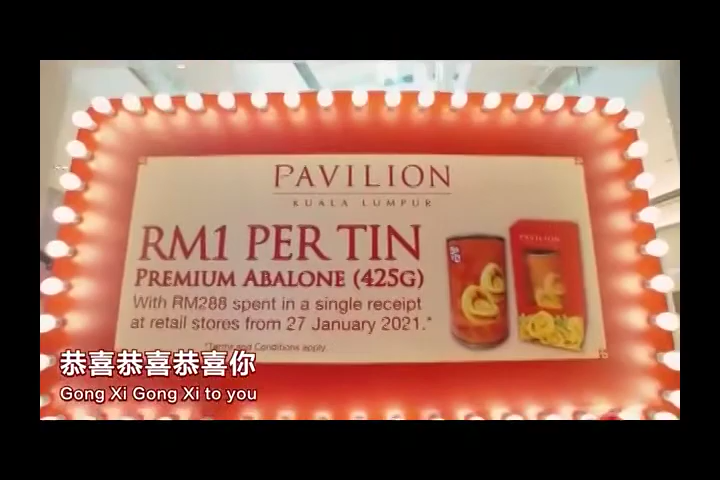 PAVILION
KUALA LUMPUR
RM1 PER TIN
PREMIUM ABALONE (425G)
With RM288 spent in a single receipt
at retail stores from 27 January 2021.*
*Terms and Conditions apply
PAVILION
恭喜恭喜恭喜你
Gong Xi Gong Xi to you